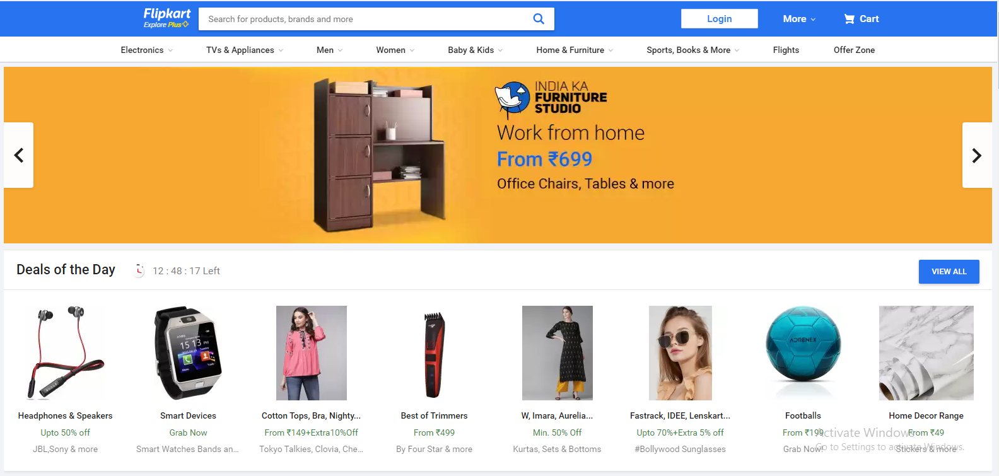 Flipkart
Explore Plus
Search for products, brands and more
Login
More
Cart
Electronics
TVs & Appliances
Men
Women
Baby & Kids
Home & Furniture
Sports, Books & More
Flights
Offer Zone
INDIA KA
FURNITURE
STUDIO
Work from home
From ₹699
Office Chairs, Tables & more
Deals of the Day
12 : 48 : 17 Left
VIEW ALL
15 13 PM
Tuesday
Menu
Tools
ADRENEX
Headphones & Speakers
Upto 50% off
JBL,Sony & more
Smart Devices
Grab Now
Smart Watches Bands an...
Cotton Tops, Bra, Nighty...
From ₹149+Extra10%Off
Tokyo Talkies, Clovia, Che...
Best of Trimmers
From ₹499
By Four Star & more
W, Imara, Aurelia...
Min. 50% Off
Kurtas, Sets & Bottoms
Fastrack, IDEE, Lenskart...
Upto 70%+Extra 5% off
#Bollywood Sunglasses
Footballs
From ₹199
Grab Now!
Home Decor Range
From ₹49
Stickers & more
Activate Windows
Go to Settings to activate Windows.